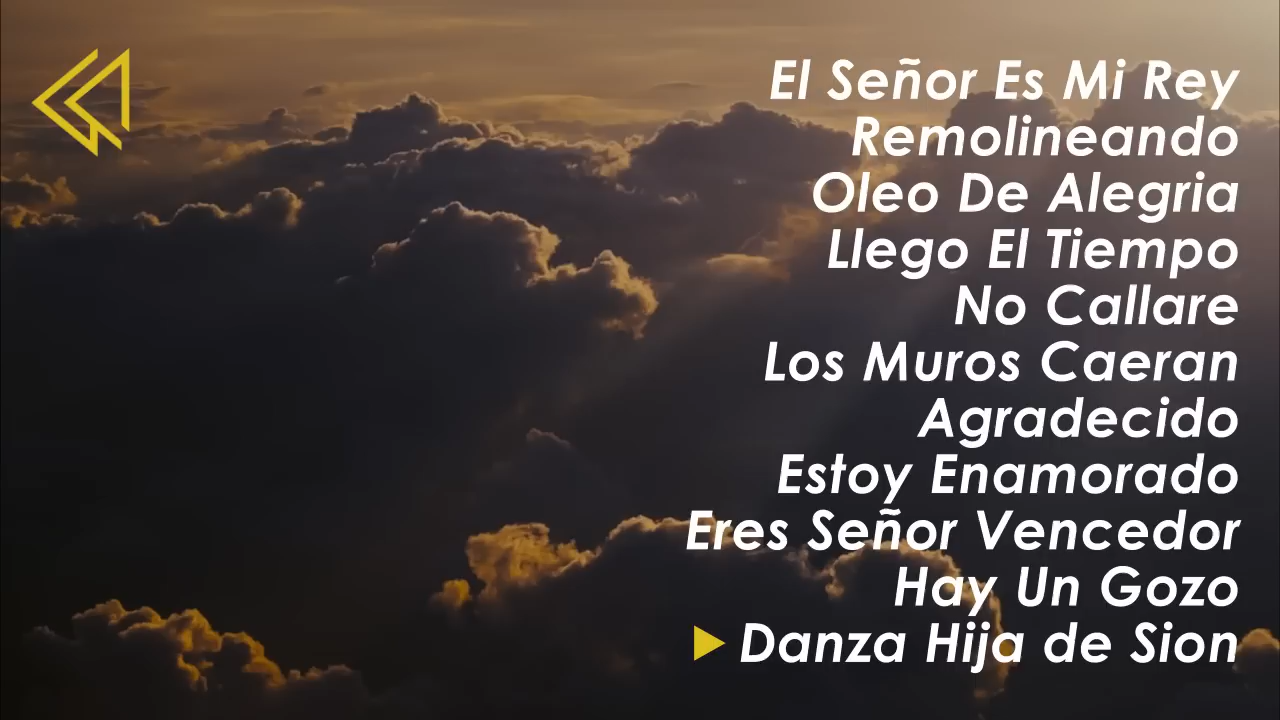 El Señor Es Mi Rey
Remolineando
Oleo De Alegria
Llego El Tiempo
No Callare
Los Muros Caeran
Agradecido
Estoy Enamorado
Eres Señor Vencedor
Hay Un Gozo
Danza Hija de Sion